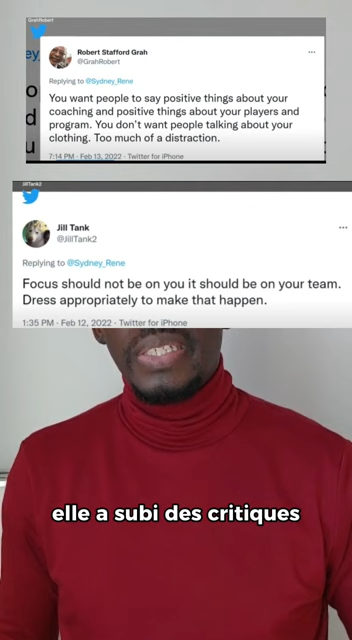 GrahRobert
Robert Stafford Grah
@GrahRobert
Replying to @Sydney_Rene
You want people to say positive things about your
coaching and positive things about your players and
program. You don't want people talking about your
clothing. Too much of a distraction.
7:14 PM · Feb 13, 2022 · Twitter for iPhone
JillTank2
Jill Tank
@JillTank2
Replying to @Sydney_Rene
Focus should not be on you it should be on your team.
Dress appropriately to make that happen.
1:35 PM · Feb 12, 2022 · Twitter for iPhone
elle a subi des critiques